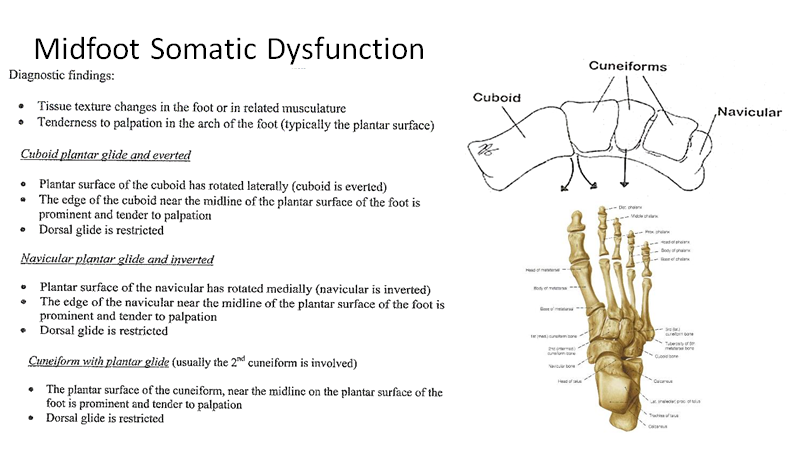 Midfoot Somatic Dysfunction
Diagnostic findings:
• Tissue texture changes in the foot or in related musculature
• Tenderness to palpation in the arch of the foot (typically the plantar surface)
Cuboid plantar glide and everted
• Plantar surface of the cuboid has rotated laterally (cuboid is everted)
• The edge of the cuboid near the midline of the plantar surface of the foot is
prominent and tender to palpation
• Dorsal glide is restricted
Navicular plantar glide and inverted
• Plantar surface of the navicular has rotated medially (navicular is inverted)
• The edge of the navicular near the midline of the plantar surface of the foot is
prominent and tender to palpation
• Dorsal glide is restricted
Cuneiform with plantar glide (usually the 2nd cuneiform is involved)
• The plantar surface of the cuneiform, near the midline on the plantar surface of the
foot is prominent and tender to palpation
• Dorsal glide is restricted
Cuneiforms
Cuboid
Navicular
Dist. phalanx
Middle phalanx
Prox. phalanx
Head of phalanx
Body of phalanx
Base of phalanx
Head of metatarsal
Body of metatarsal
Base of metatarsal
1st (med.) cuneiform bone
2nd (intermed.)
cuneiform bone
Navicular bone
Head of talus
3rd (lat.)
cuneiform bone
Tuberosity of 5th
metatarsal bone
Cuboid bone
Calcaneus
Lat. (malleolar) proc. of talus
Trochlea of talus
Calcaneus